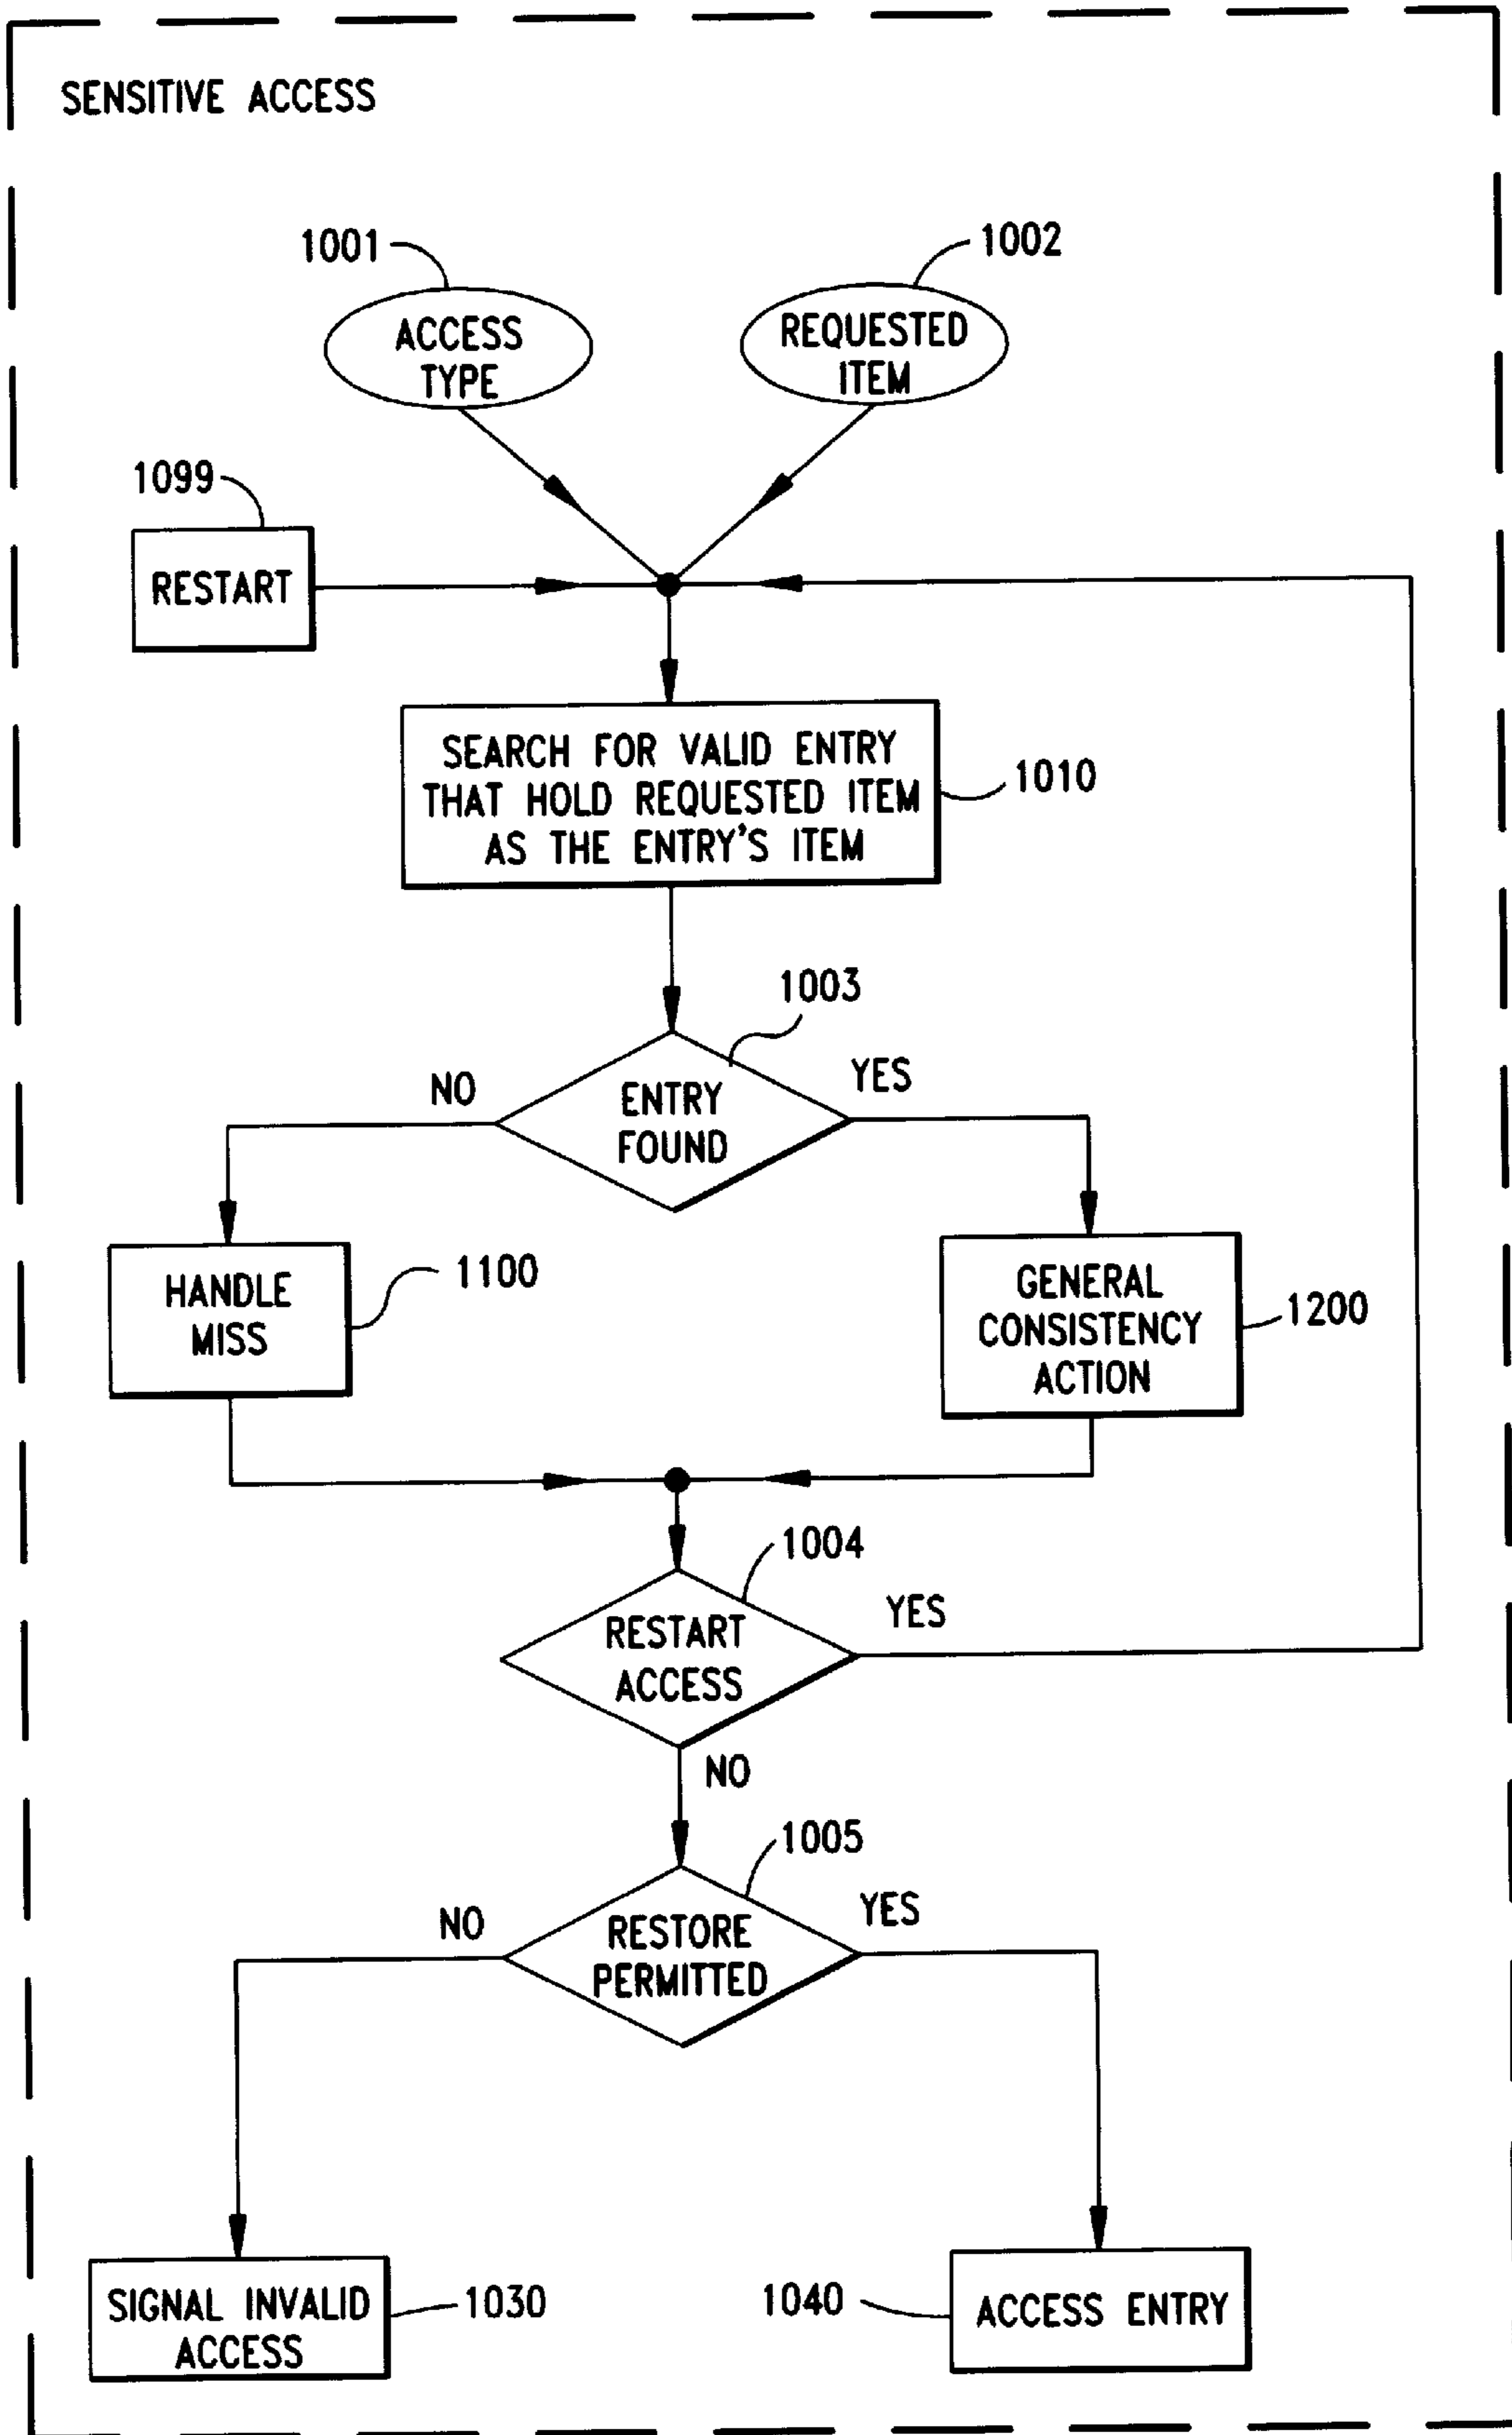 SENSITIVE ACCESS
1001
1002
ACCESS
TYPE
REQUESTED
ITEM
1099
RESTART
SEARCH FOR VALID ENTRY
THAT HOLD REQUESTED ITEM
AS THE ENTRY'S ITEM
1010
1003
NO
YES
ENTRY
FOUND
HANDLE
MISS
1100
GENERAL
CONSISTENCY
ACTION
1200
1004
RESTART
ACCESS
YES
NO
1005
NO
YES
RESTORE
PERMITTED
SIGNAL INVALID
ACCESS
1030
1040
ACCESS ENTRY